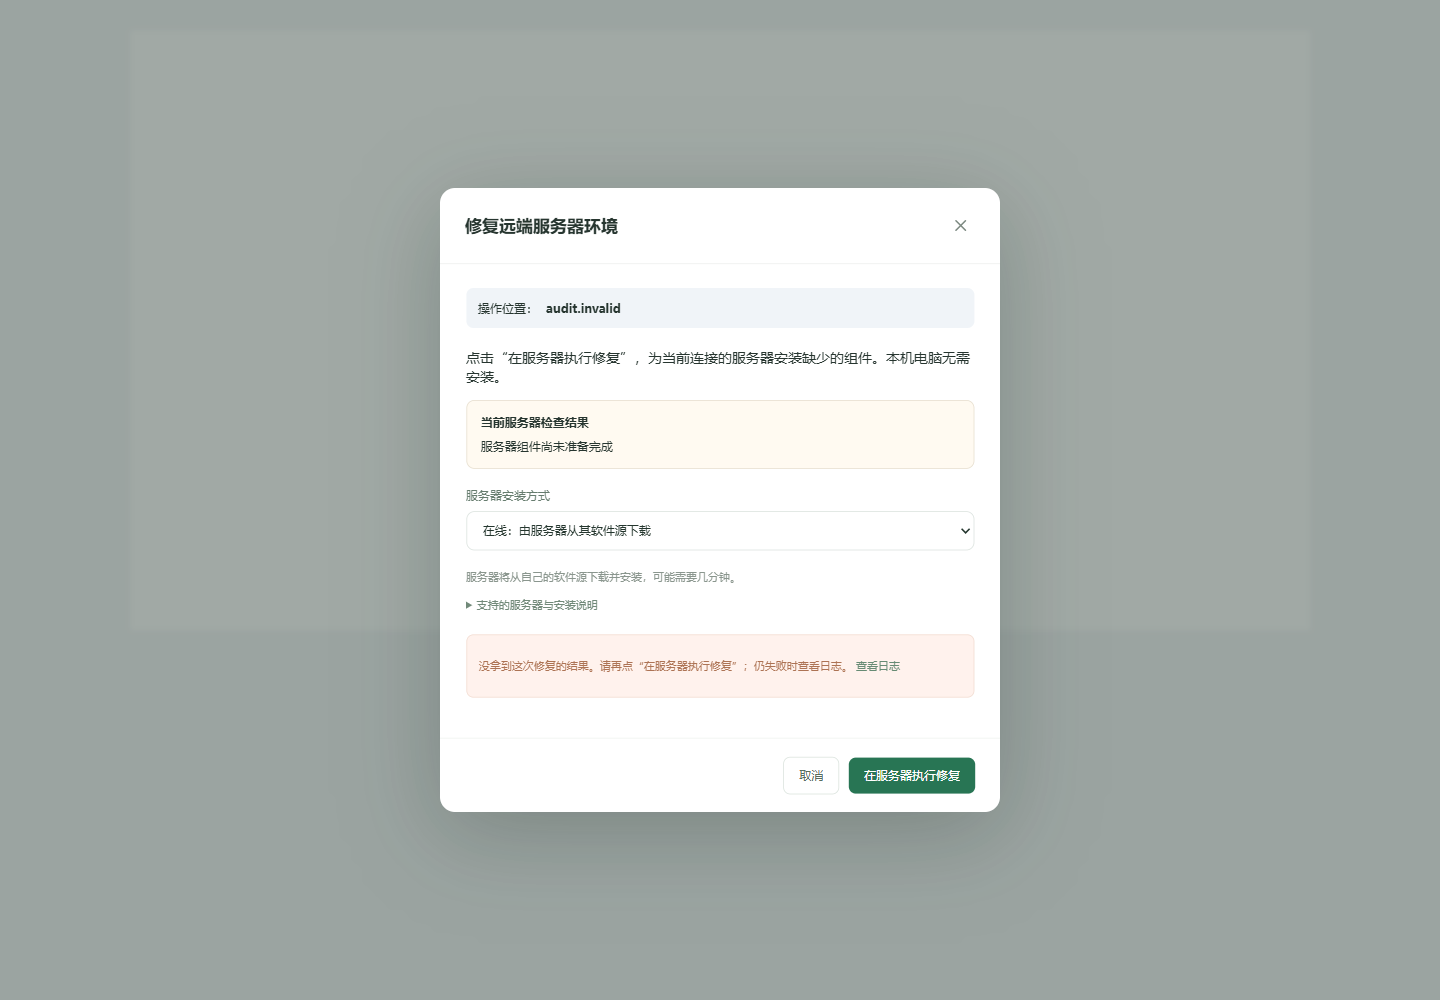 修复远端服务器环境
操作位置： audit.invalid
点击“在服务器执行修复”，为当前连接的服务器安装缺少的组件。本机电脑无需
安装。
当前服务器检查结果
服务器组件尚未准备完成
服务器安装方式
在线：由服务器从其软件源下载
服务器将从自己的软件源下载并安装，可能需要几分钟。
支持的服务器与安装说明
没拿到这次修复的结果。请再点“在服务器执行修复”；仍失败时查看日志。 查看日志
取消
在服务器执行修复